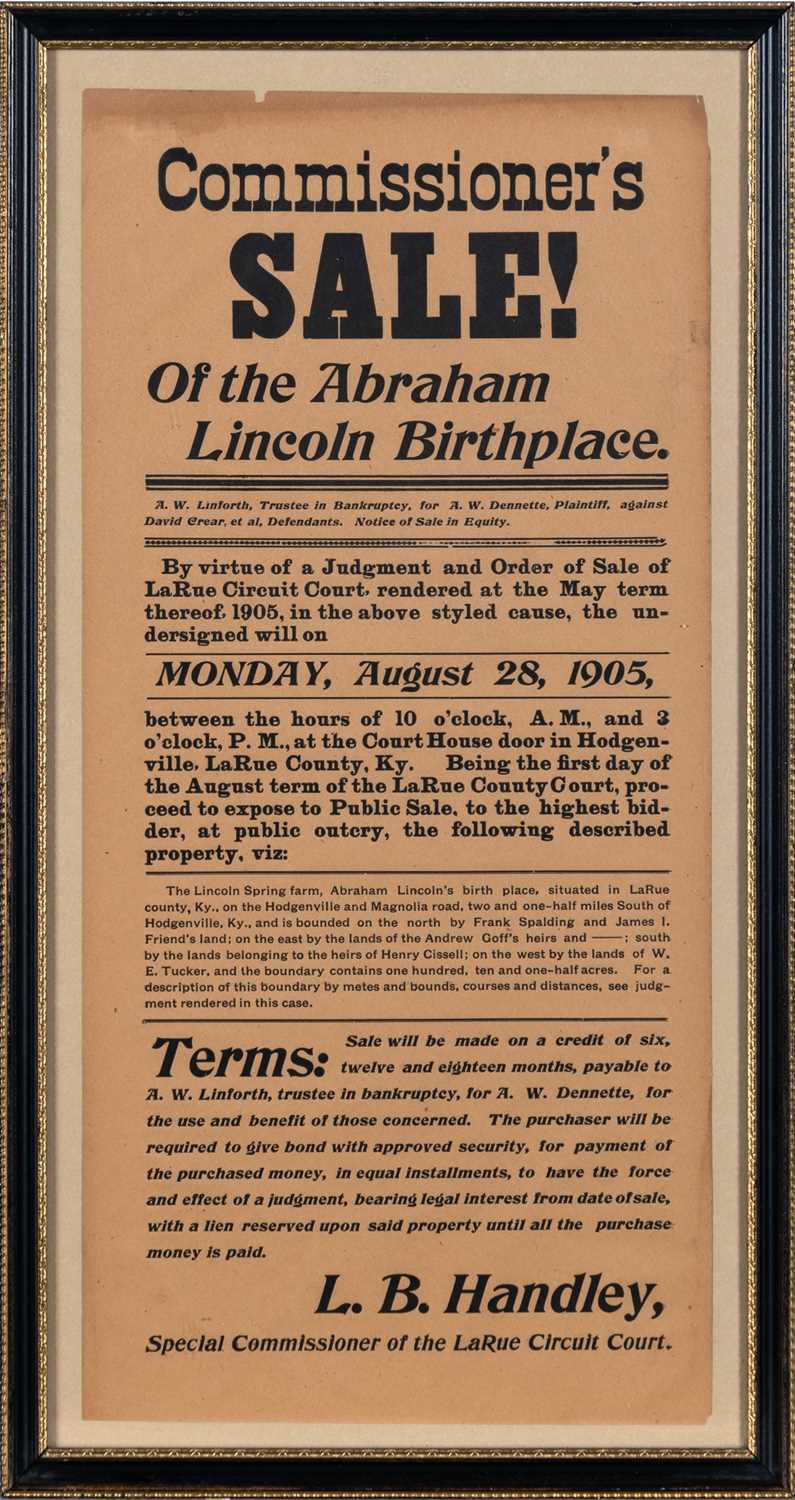 Commissioner's
SALE!
Of the Abraham
Lincoln Birthplace.
A. W. Linforth, Trustee in Bankruptcy, for A. W. Dennette, Plaintiff, against
David Crear, et al, Defendants. Notice of Sale in Equity.
By virtue of a Judgment and Order of Sale of
LaRue Circuit Court, rendered at the May term
thereof, 1905, in the above styled cause, the un-
dersigned will on
MONDAY, August 28, 1905,
between the hours of 10 o'clock, A. M., and 3
o'clock, P. M., at the Court House door in Hodgen-
ville, LaRue County, Ky. Being the first day of
the August term of the LaRue County Court, pro-
ceed to expose to Public Sale, to the highest bid-
der, at public outcry, the following described
property, viz:
The Lincoln Spring farm, Abraham Lincoln's birth place, situated in LaRue
county, Ky., on the Hodgenville and Magnolia road, two and one-half miles South of
Hodgenville, Ky., and is bounded on the north by Frank Spalding and James I.
Friend's land; on the east by the lands of the Andrew Goff's heirs and ——; south
by the lands belonging to the heirs of Henry Cissell; on the west by the lands of W.
E. Tucker, and the boundary contains one hundred, ten and one-half acres. For a
description of this boundary by metes and bounds, courses and distances, see judg-
ment rendered in this case.
Terms: Sale will be made on a credit of six,
twelve and eighteen months, payable to
A. W. Linforth, trustee in bankruptcy, for A. W. Dennette, for
the use and benefit of those concerned. The purchaser will be
required to give bond with approved security, for payment of
the purchased money, in equal installments, to have the force
and effect of a judgment, bearing legal interest from date of sale,
with a lien reserved upon said property until all the purchase
money is paid.
L. B. Handley,
Special Commissioner of the LaRue Circuit Court.